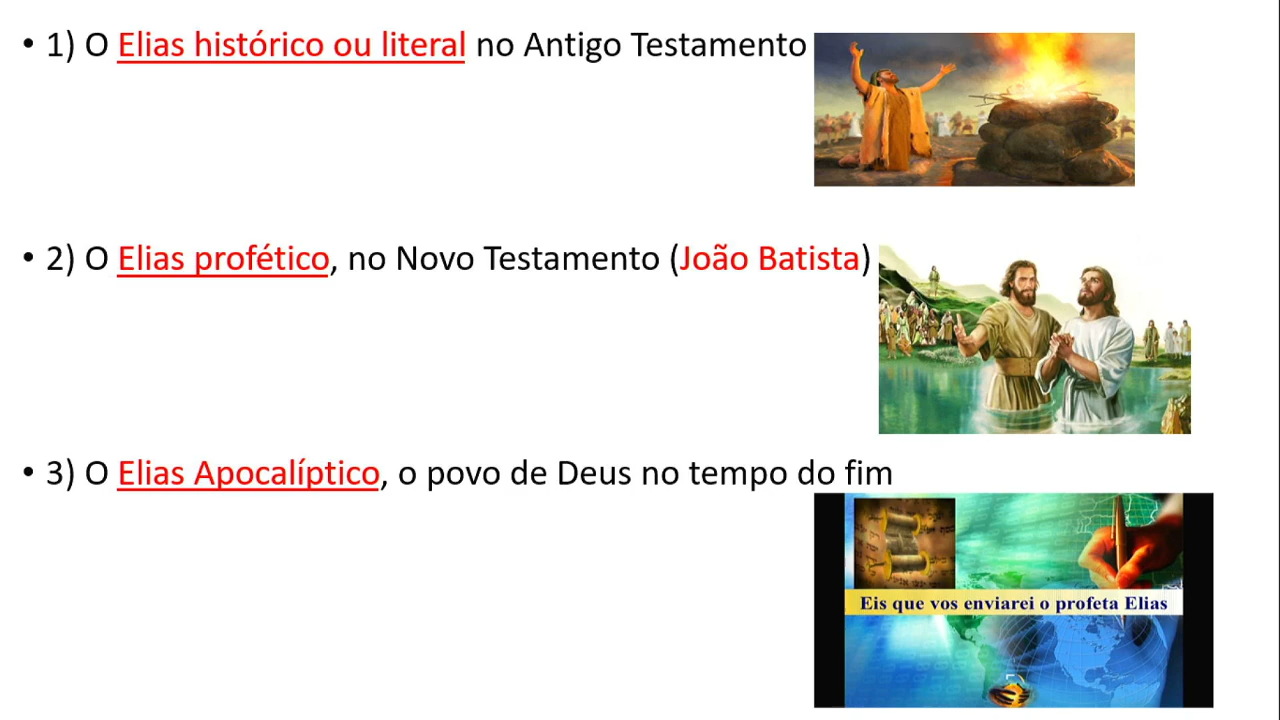 • 1) O Elias histórico ou literal no Antigo Testamento
• 2) O Elias profético, no Novo Testamento (João Batista)
• 3) O Elias Apocalíptico, o povo de Deus no tempo do fim
Eis que vos enviarei o profeta Elias